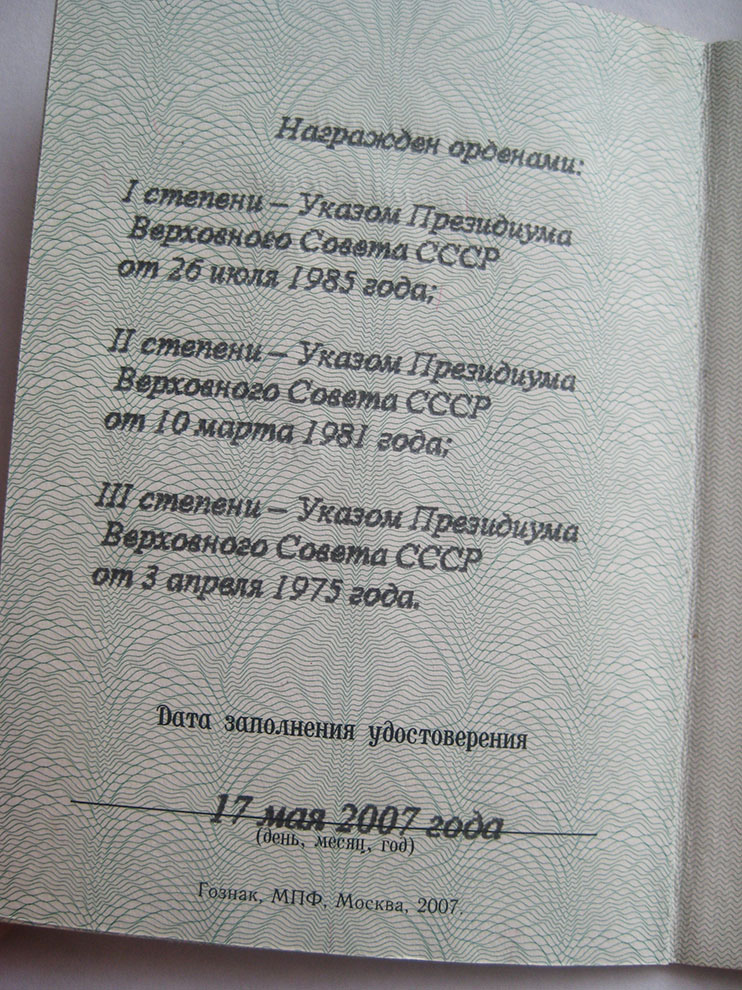 Награжден орденами:
I степени – Указом Президиума
Верховного Совета СССР
от 26 июля 1985 года;
II степени – Указом Президиума
Верховного Совета СССР
от 10 марта 1981 года;
III степени – Указом Президиума
Верховного Совета СССР
от 3 апреля 1975 года.
Дата заполнения удостоверения
17 мая 2007 года
(день, месяц, год)
Гознак, МПФ, Москва, 2007.